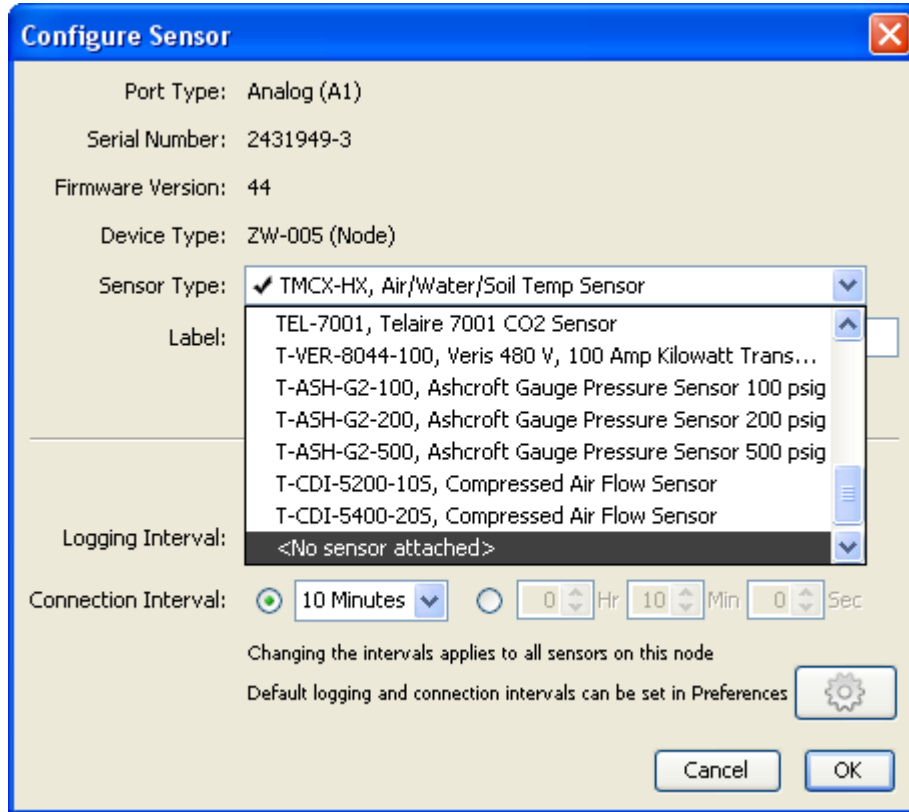 Configure Sensor
Port Type: Analog (A1)
Serial Number: 2431949-3
Firmware Version: 44
Device Type: ZW-005 (Node)
Sensor Type: ✔ TMCX-HX, Air/Water/Soil Temp Sensor
TEL-7001, Telaire 7001 CO2 Sensor
Label:
T-VER-8044-100, Veris 480 V, 100 Amp Kilowatt Trans...
T-ASH-G2-100, Ashcroft Gauge Pressure Sensor 100 psig
T-ASH-G2-200, Ashcroft Gauge Pressure Sensor 200 psig
T-ASH-G2-500, Ashcroft Gauge Pressure Sensor 500 psig
T-CDI-5200-10S, Compressed Air Flow Sensor
T-CDI-5400-20S, Compressed Air Flow Sensor
Logging Interval: <No sensor attached>
Connection Interval: 10 Minutes 0 Hr 10 Min 0 Sec
Changing the intervals applies to all sensors on this node
Default logging and connection intervals can be set in Preferences
Cancel OK